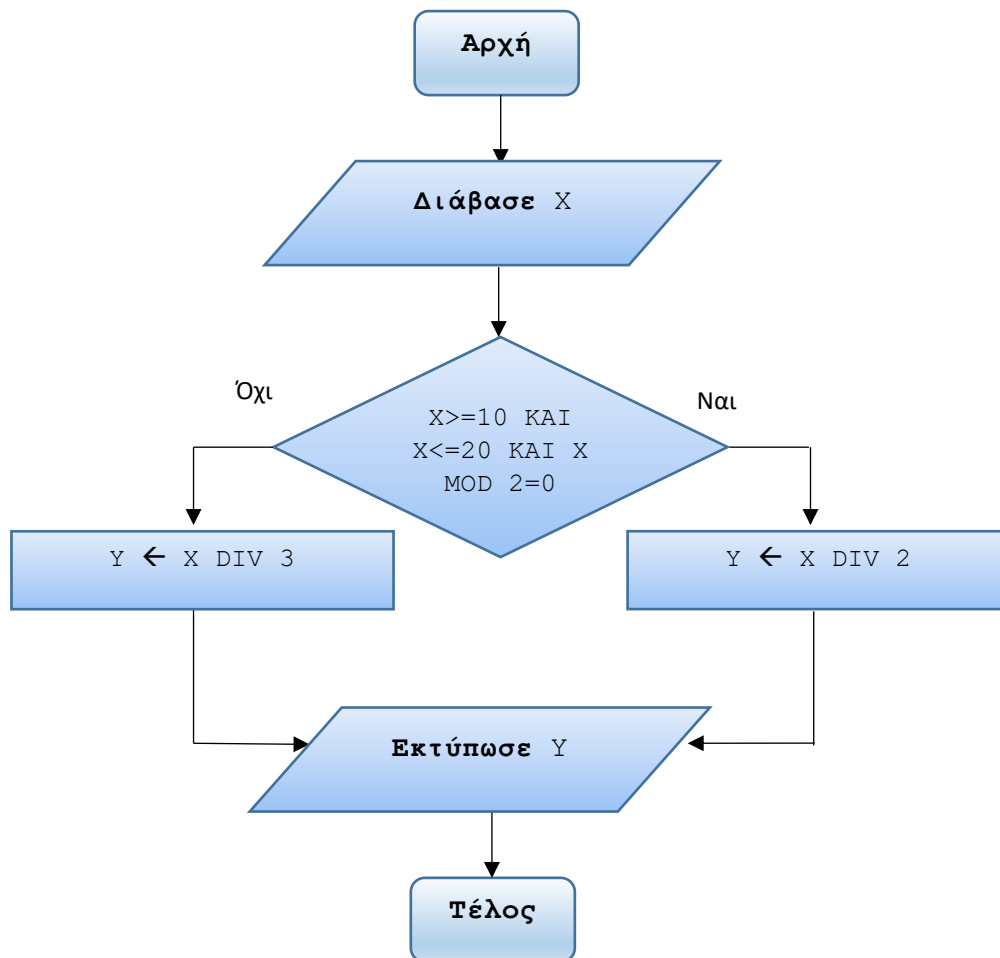 Αρχή
Διάβασε X
Όχι
Ναι
X>=10 ΚΑΙ
X<=20 ΚΑΙ X
MOD 2=0
Y ← X DIV 3
Y ← X DIV 2
Εκτύπωσε Y
Τέλος